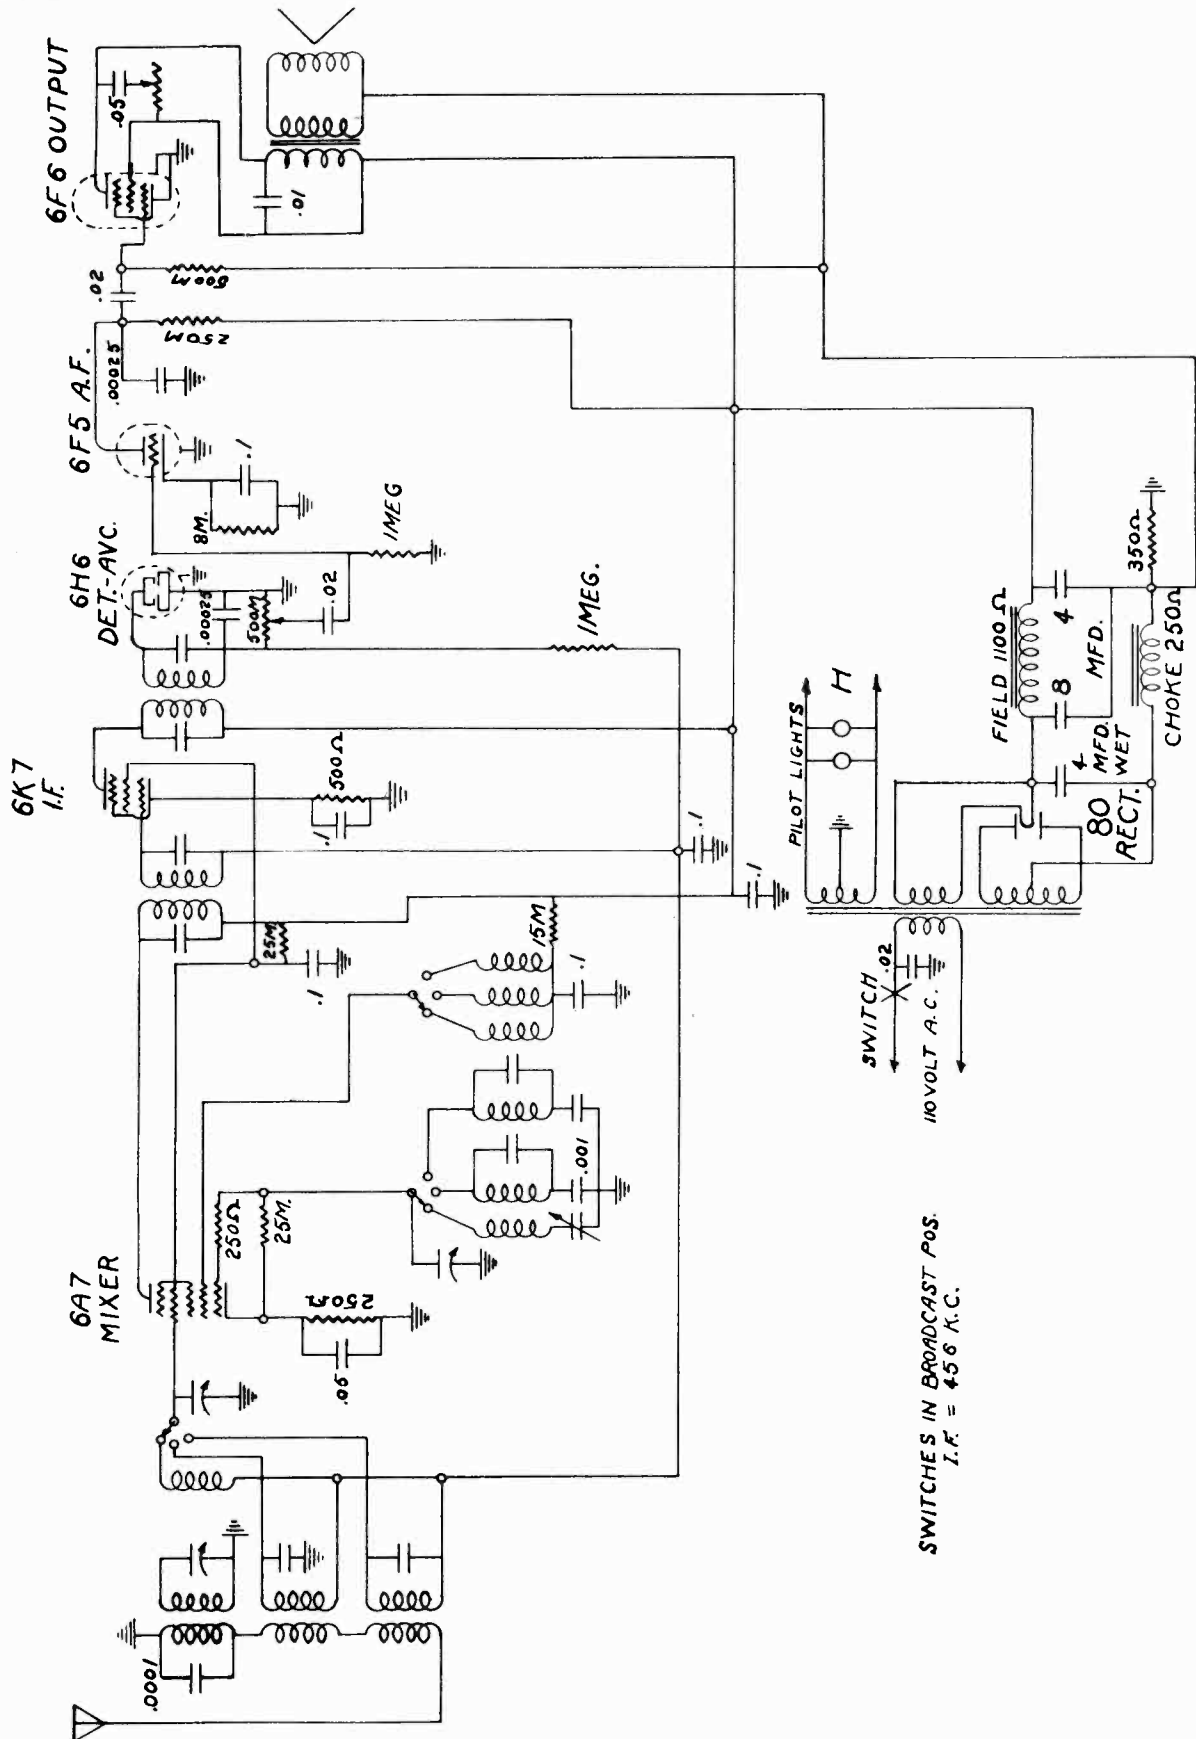 6F6 OUTPUT
.05
.01
.02
500M
250M
.00025
6F5 A.F.
.1
8M.
1MEG
6H6
DET.-AVC.
.00025
500M
.02
1MEG.
6K7
I.F.
500Ω
.1
.1
.1
25M
.1
15M
.1
6A7
MIXER
250Ω
25M.
250Ω
.05
.001
.0001
PILOT LIGHTS
H
FIELD 1100Ω
8
4
MFD.
4
MFD.
WET
350Ω
CHOKE 250Ω
80
RECT.
SWITCH
.02
110 VOLT A.C.
SWITCHES IN BROADCAST POS.
I.F. = 456 K.C.